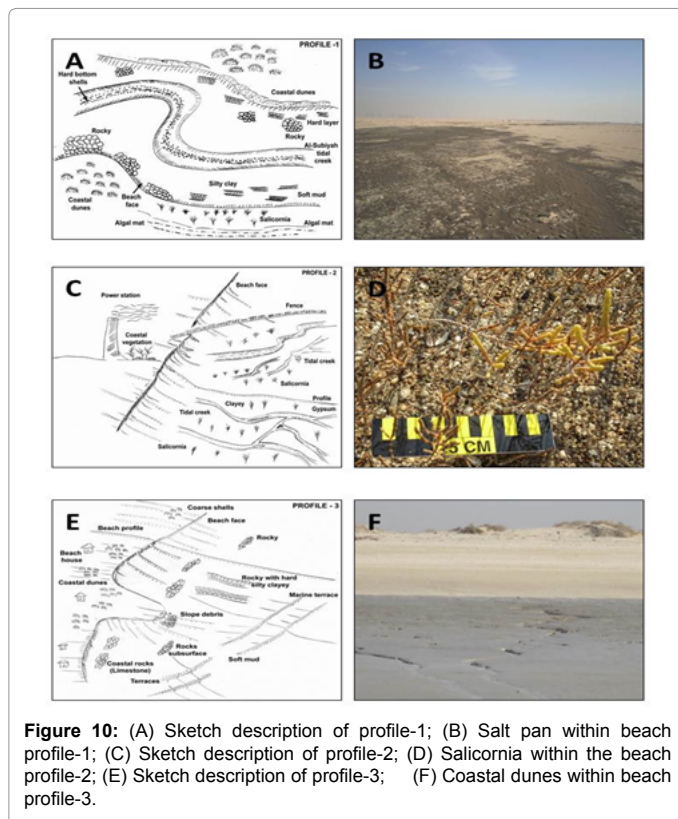 A
PROFILE -1
Hard bottom
shells
Coastal dunes
Hard layer
Rocky
Rocky
Al-Subiyah
tidal
creek
Silty clay
Coastal
dunes
Beach
face
Soft mud
Salicornia
Algal mat
Algal mat
B
C
PROFILE - 2
Beach face
Power station
Fence
Coastal
vegetation
Tidal creek
Salicornia
Profile
Clayey
Gypsum
Tidal creek
Salicornia
D
5 CM
E
PROFILE - 3
Coarse shells
Beach face
Beach profile
Rocky
Beach
house
Coastal dunes
Rocky with hard
silty clayey
Marine terrace
Slope debris
Rocks
subsurface
Soft mud
Coastal rocks
(Limestone)
Terraces
F
Figure 10: (A) Sketch description of profile-1; (B) Salt pan within beach
profile-1; (C) Sketch description of profile-2; (D) Salicornia within the beach
profile-2; (E) Sketch description of profile-3; (F) Coastal dunes within beach
profile-3.